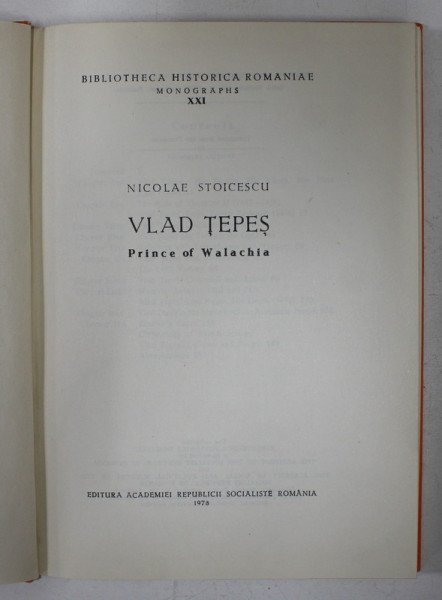 BIBLIOTHECA HISTORICA ROMANIAE
MONOGRAPHS
XXI
NICOLAE STOICESCU
VLAD ȚEPEȘ
Prince of Walachia
EDITURA ACADEMIEI REPUBLICII SOCIALISTE ROMÂNIA
1978